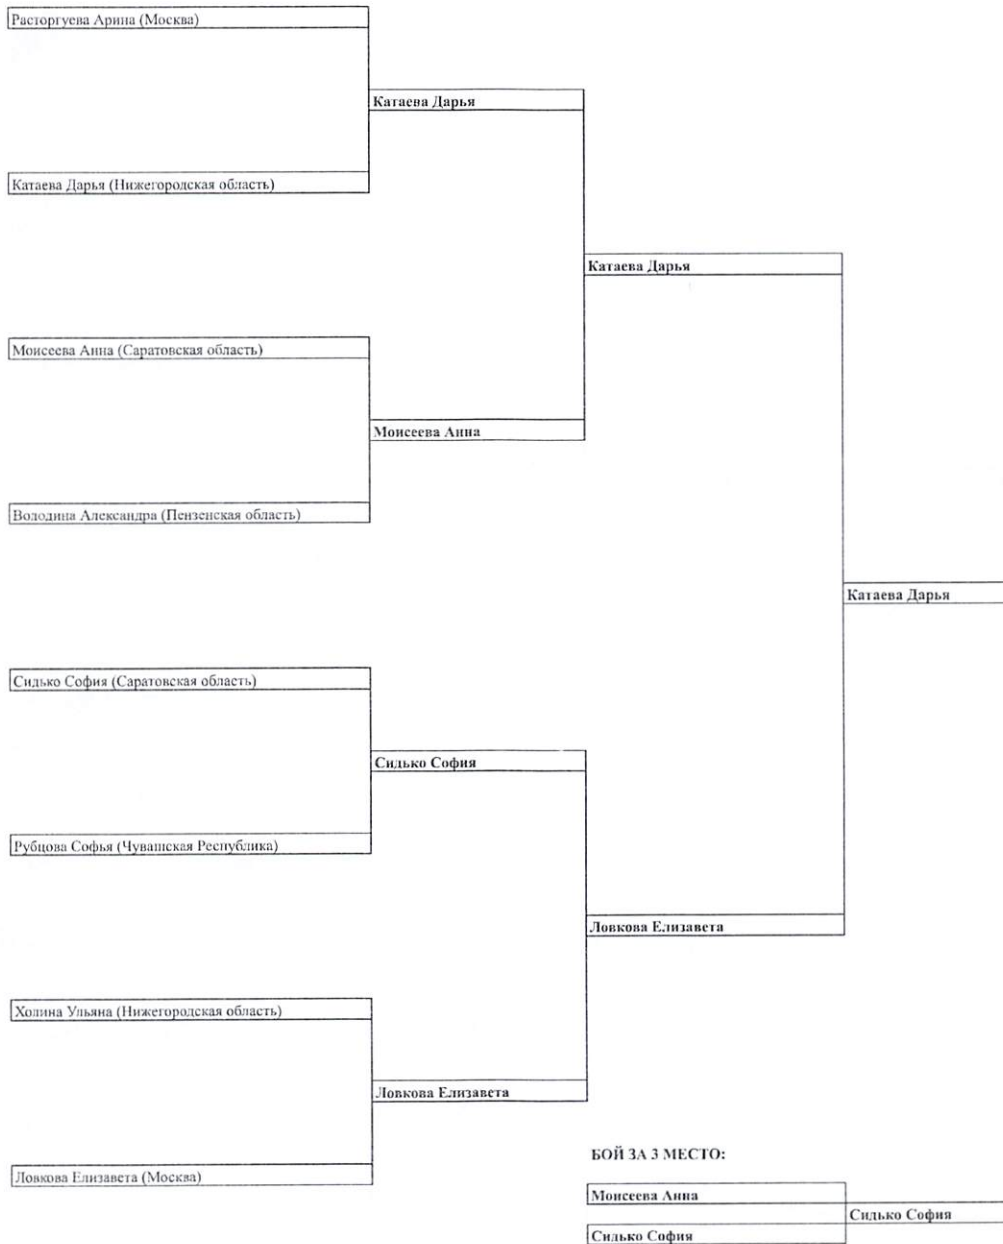 Расторгуева Арина (Москва)
Катаева Дарья
Катаева Дарья (Нижегородская область)
Катаева Дарья
Моисеева Анна (Саратовская область)
Моисеева Анна
Володина Александра (Пензенская область)
Катаева Дарья
Сидько София (Саратовская область)
Сидько София
Рубцова Софья (Чувашская Республика)
Ловкова Елизавета
Холина Ульяна (Нижегородская область)
Ловкова Елизавета
Ловкова Елизавета (Москва)
БОЙ ЗА 3 МЕСТО:
Моисеева Анна
Сидько София
Сидько София